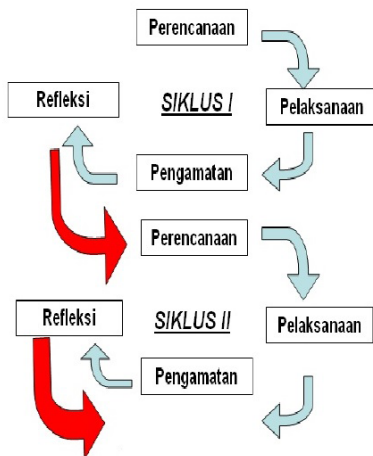 Perencanaan
Refleksi
SIKLUS I
Pelaksanaan
Pengamatan
Perencanaan
Refleksi
SIKLUS II
Pelaksanaan
Pengamatan